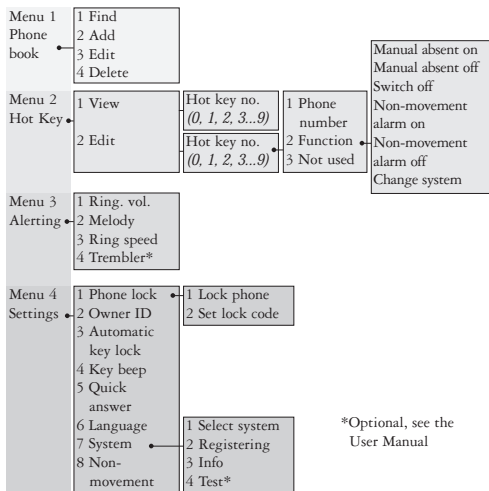 Menu 1
Phone
book
1 Find
2 Add
3 Edit
4 Delete
Menu 2
Hot Key
1 View
2 Edit
Hot key no.
(0, 1, 2, 3...9)
Hot key no.
(0, 1, 2, 3...9)
1 Phone
number
2 Function
3 Not used
Manual absent on
Manual absent off
Switch off
Non-movement
alarm on
Non-movement
alarm off
Change system
Menu 3
Alerting
1 Ring. vol.
2 Melody
3 Ring speed
4 Trembler*
Menu 4
Settings
1 Phone lock
2 Owner ID
3 Automatic
key lock
4 Key beep
5 Quick
answer
6 Language
7 System
8 Non-
movement
1 Lock phone
2 Set lock code
1 Select system
2 Registering
3 Info
4 Test*
*Optional, see the
User Manual